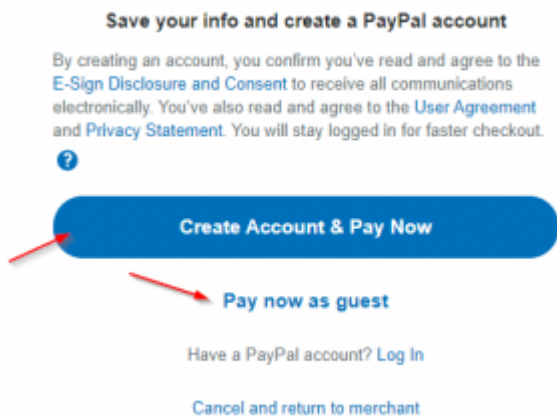 Save your info and create a PayPal account
By creating an account, you confirm you've read and agree to the
E-Sign Disclosure and Consent to receive all communications
electronically. You've also read and agree to the User Agreement
and Privacy Statement. You will stay logged in for faster checkout.
?
Create Account & Pay Now
Pay now as guest
Have a PayPal account? Log In
Cancel and return to merchant